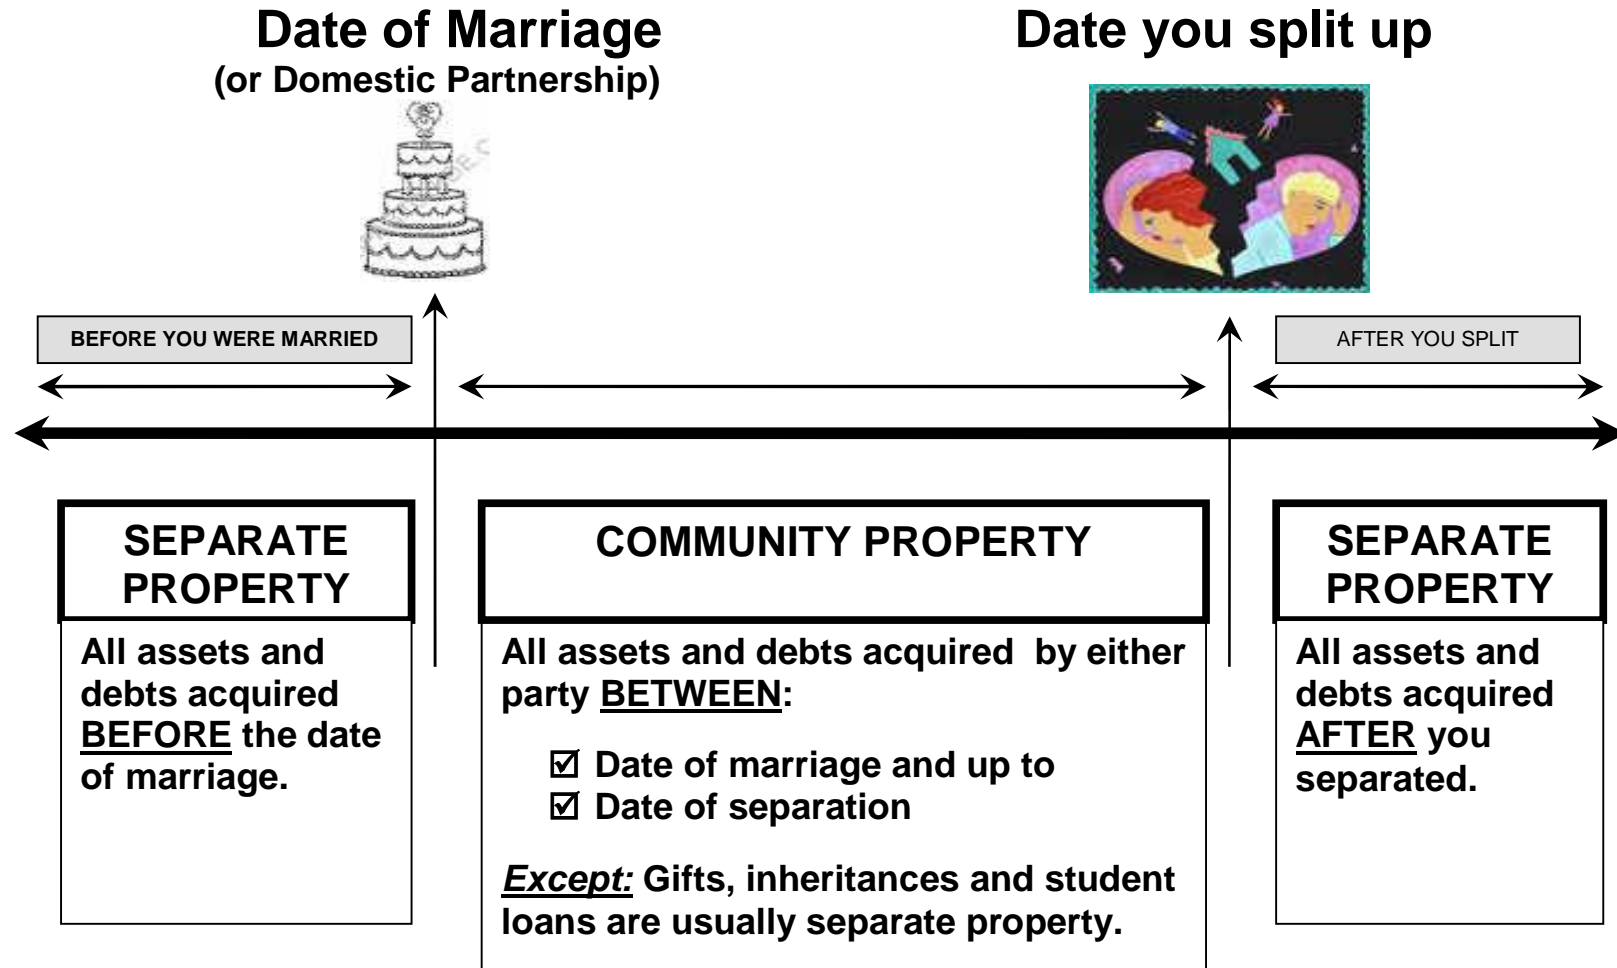 Date of Marriage
(or Domestic Partnership)
Date you split up
BEFORE YOU WERE MARRIED
AFTER YOU SPLIT
SEPARATE
PROPERTY
All assets and
debts acquired
BEFORE the date
of marriage.
COMMUNITY PROPERTY
All assets and debts acquired  by either
party BETWEEN:
☑ Date of marriage and up to
☑ Date of separation
Except: Gifts, inheritances and student
loans are usually separate property.
SEPARATE
PROPERTY
All assets and
debts acquired
AFTER you
separated.